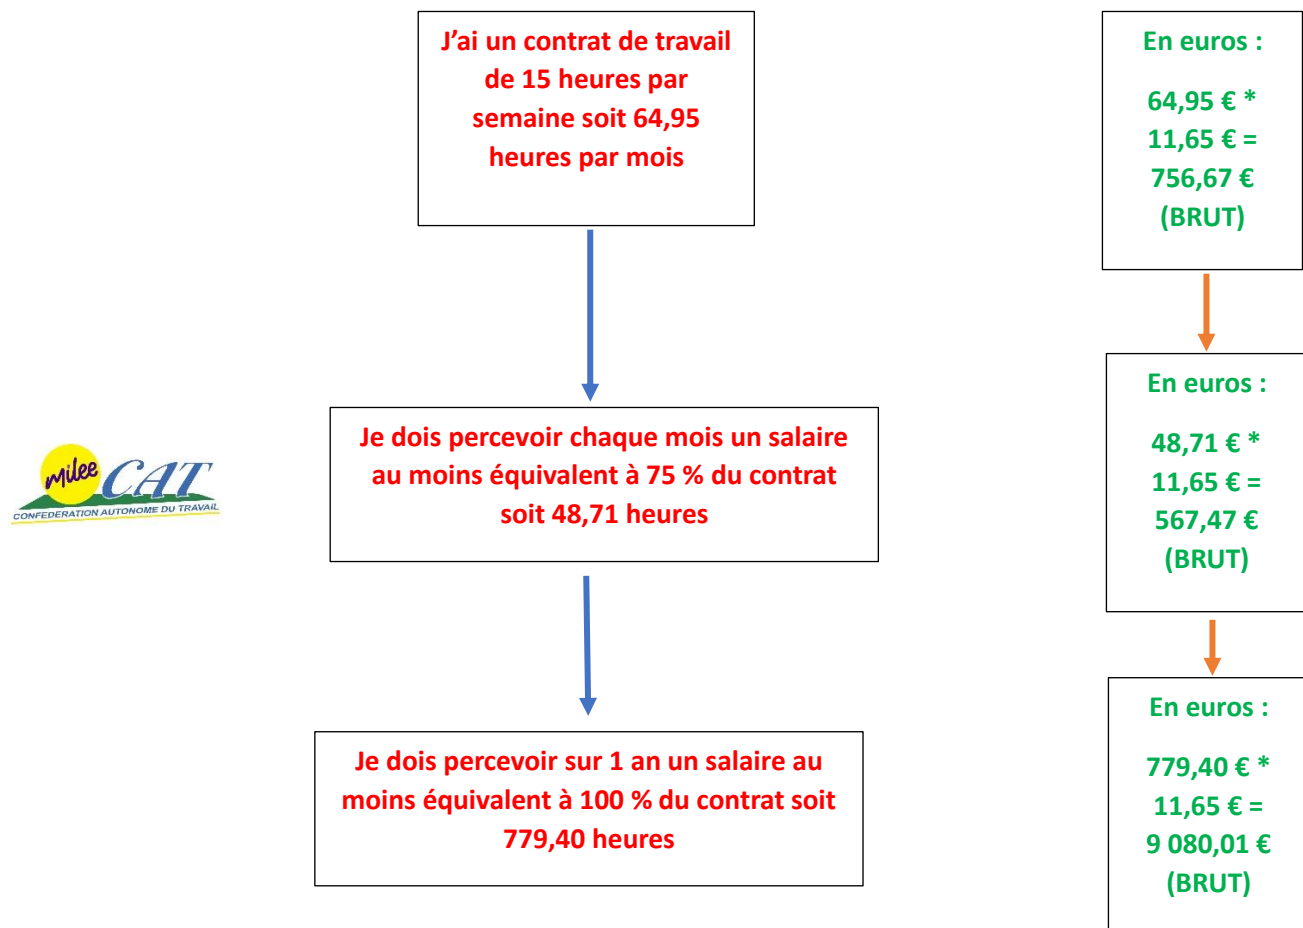 J’ai un contrat de travail
de 15 heures par
semaine soit 64,95
heures par mois
En euros :
64,95 € *
11,65 € =
756,67 €
(BRUT)
Je dois percevoir chaque mois un salaire
au moins équivalent à 75 % du contrat
soit 48,71 heures
En euros :
48,71 € *
11,65 € =
567,47 €
(BRUT)
milee CAT
CONFEDERATION AUTONOME DU TRAVAIL
Je dois percevoir sur 1 an un salaire au
moins équivalent à 100 % du contrat soit
779,40 heures
En euros :
779,40 € *
11,65 € =
9 080,01 €
(BRUT)